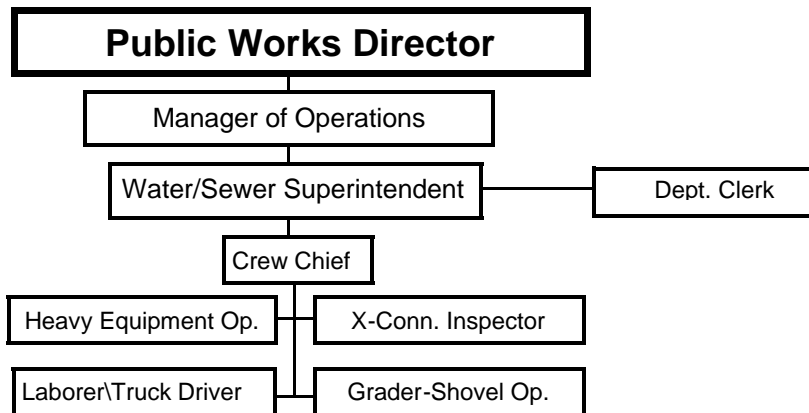 Public Works Director
Manager of Operations
Water/Sewer Superintendent
Dept. Clerk
Crew Chief
Heavy Equipment Op.
X-Conn. Inspector
Laborer\Truck Driver
Grader-Shovel Op.